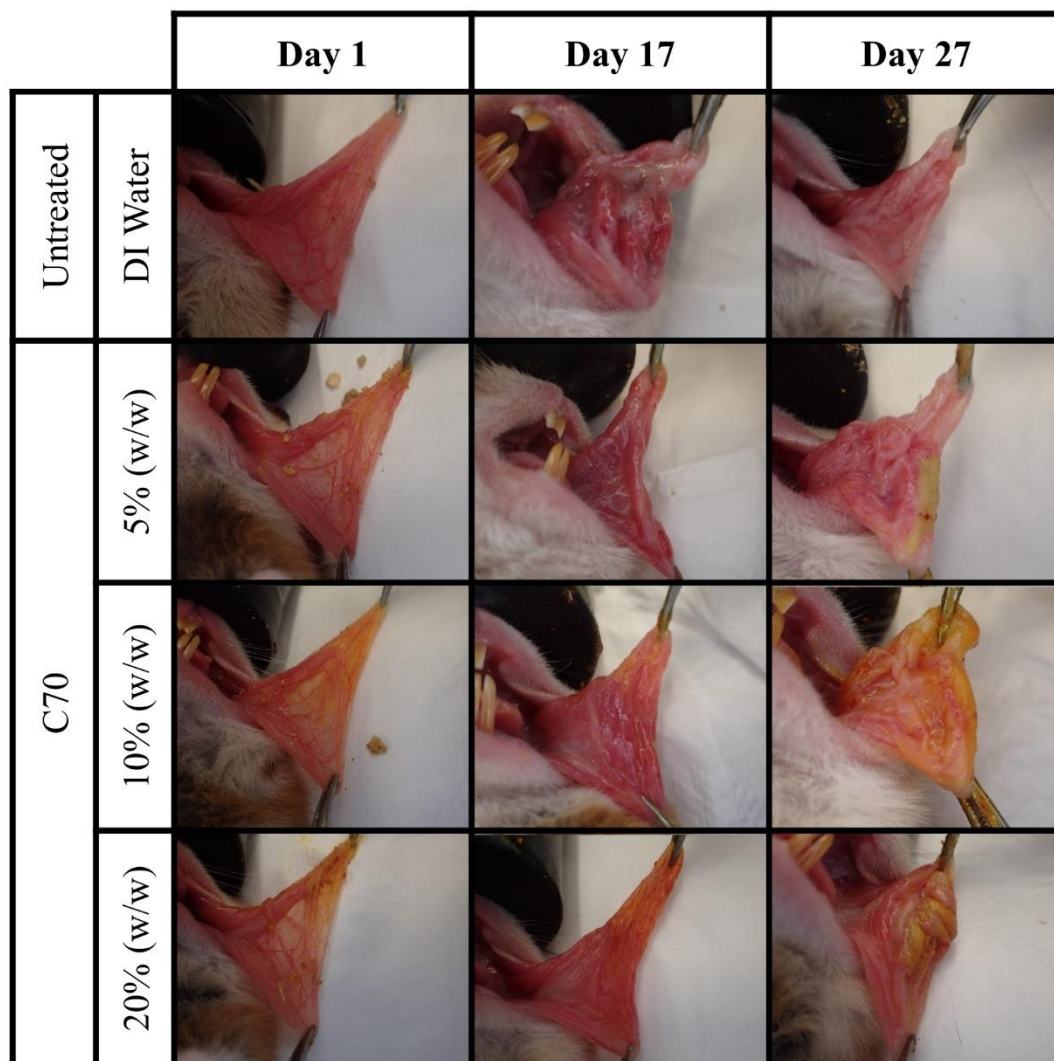 Day 1
Day 17
Day 27
Untreated
DI Water
C70
5% (w/w)
10% (w/w)
20% (w/w)